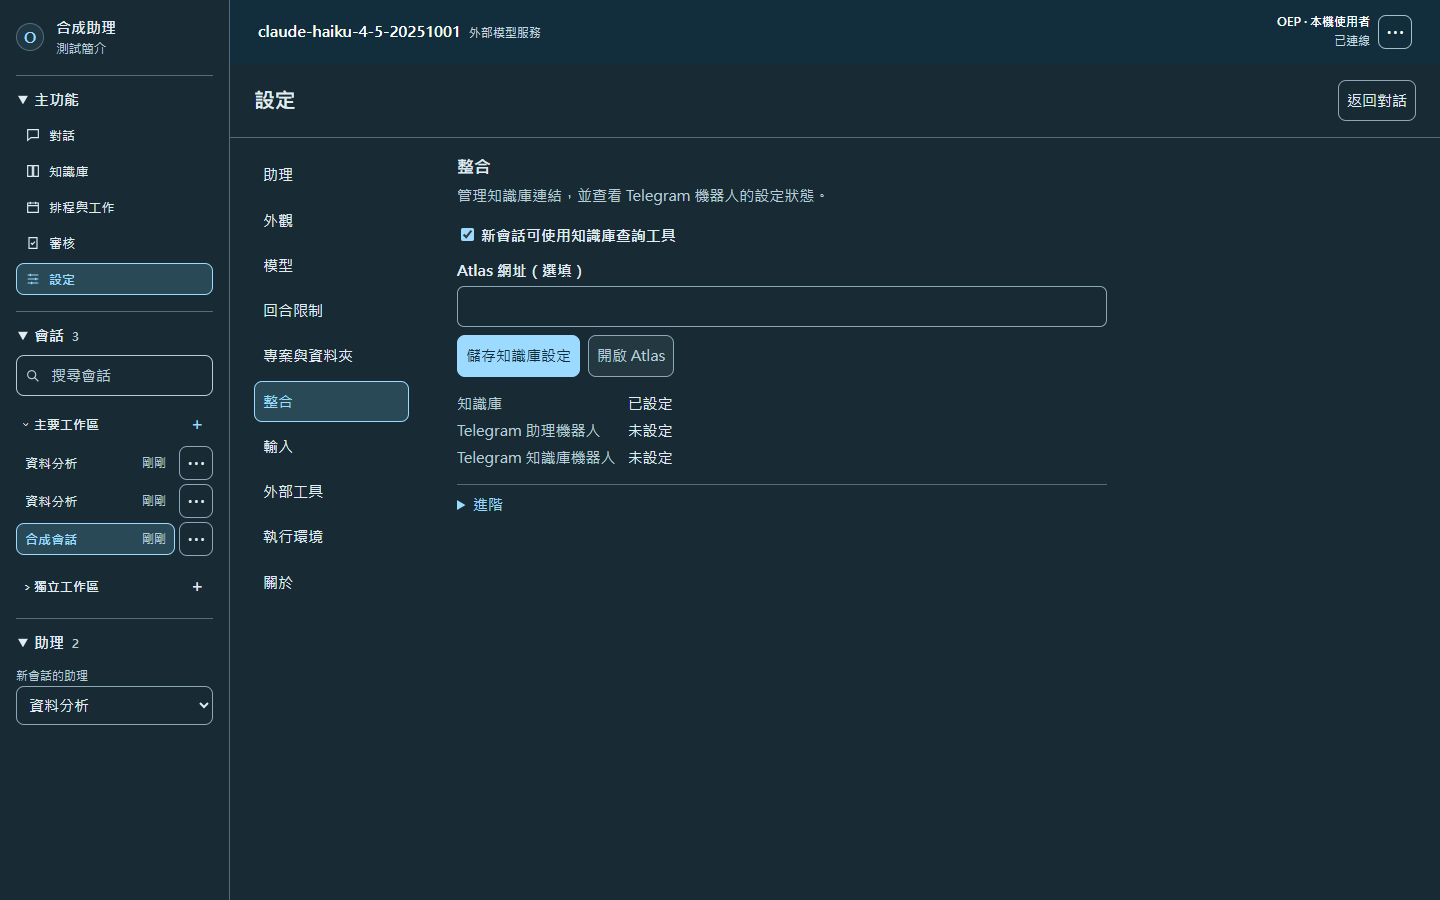 O 合成助理
測試簡介
▼ 主功能
對話
知識庫
排程與工作
審核
設定
▼ 會話 3
搜尋會話
主要工作區 +
資料分析 剛剛 ...
資料分析 剛剛 ...
合成會話 剛剛 ...
獨立工作區 +
▼ 助理 2
新會話的助理
資料分析
claude-haiku-4-5-20251001 外部模型服務
OEP · 本機使用者
已連線
...
設定
返回對話
助理
外觀
模型
回合限制
專案與資料夾
整合
輸入
外部工具
執行環境
關於
整合
管理知識庫連結，並查看 Telegram 機器人的設定狀態。
新會話可使用知識庫查詢工具
Atlas 網址（選填）
儲存知識庫設定 開啟 Atlas
知識庫 已設定
Telegram 助理機器人 未設定
Telegram 知識庫機器人 未設定
▶ 進階